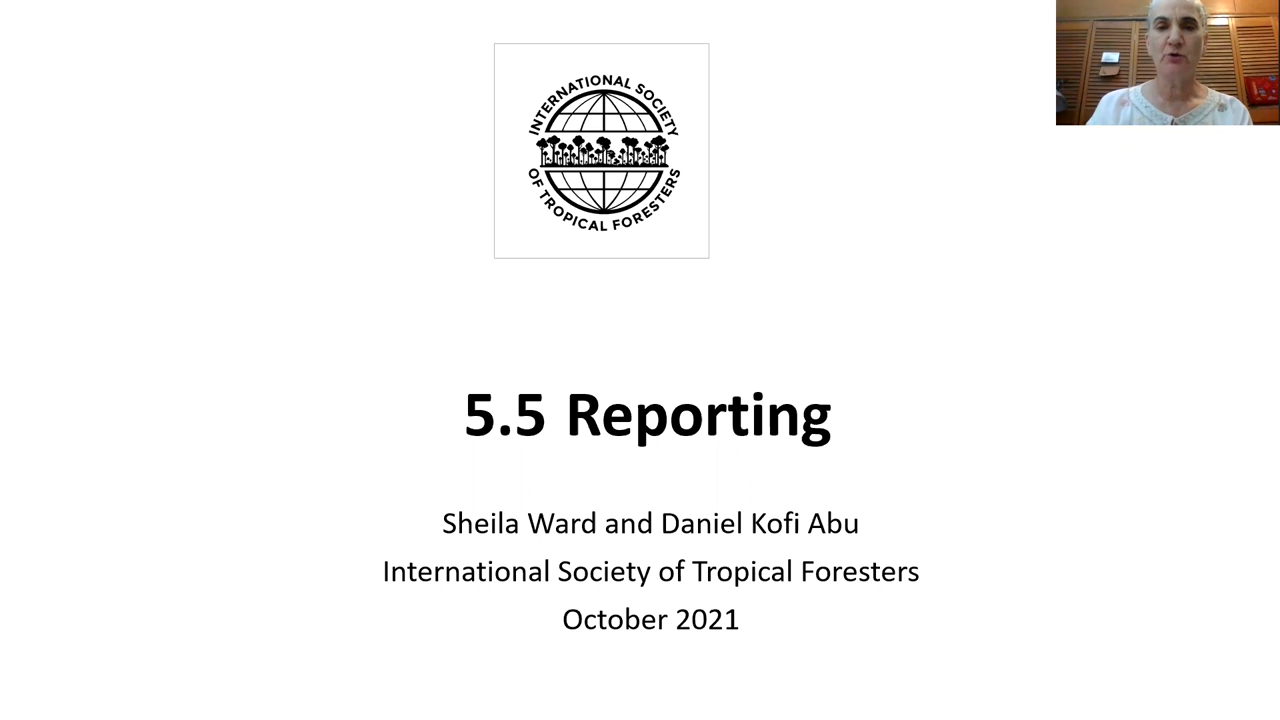 INTERNATIONAL SOCIETY
OF TROPICAL FORESTERS
5.5 Reporting
Sheila Ward and Daniel Kofi Abu
International Society of Tropical Foresters
October 2021